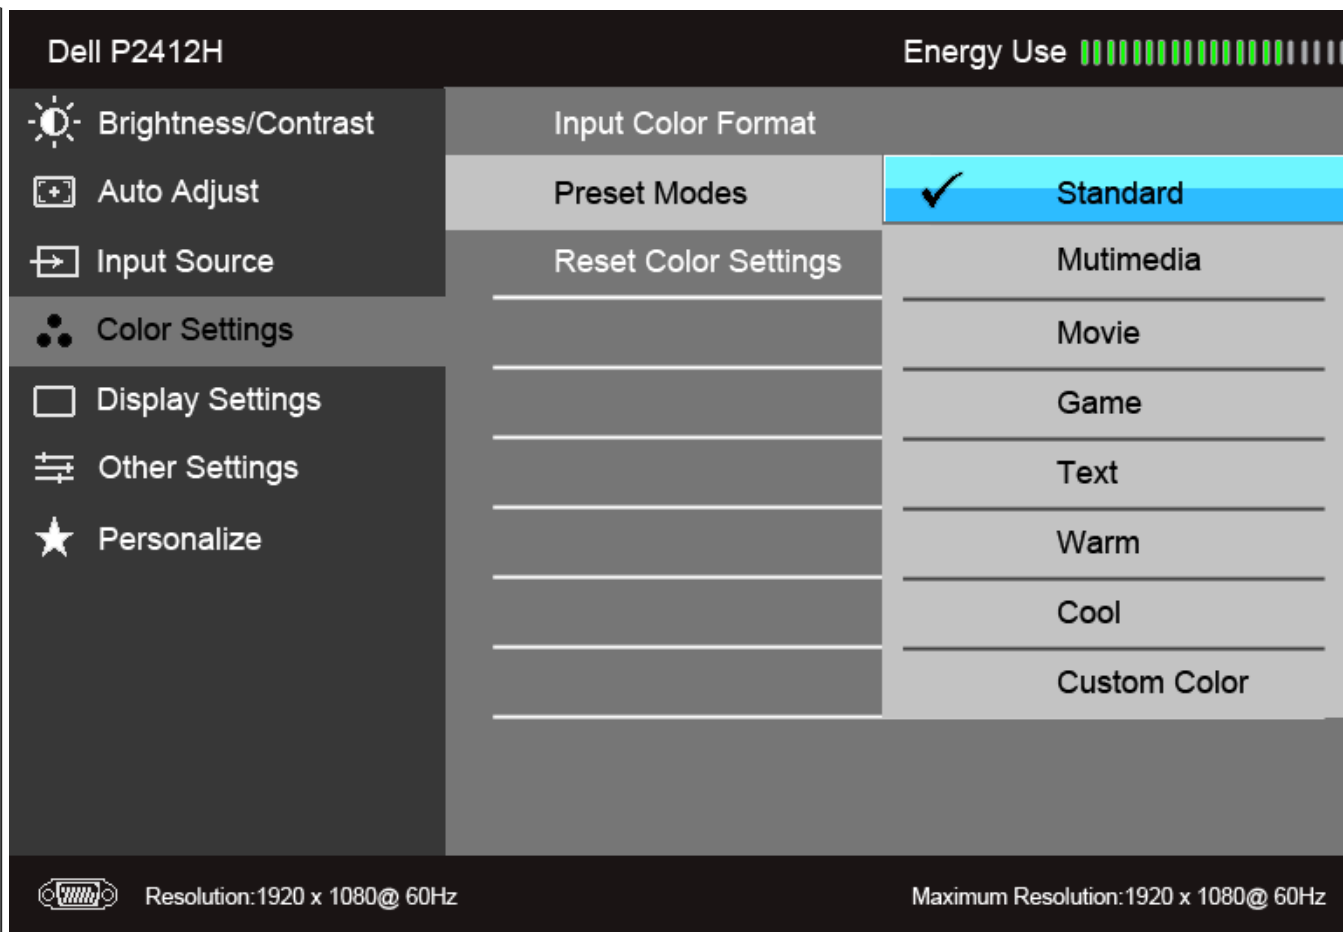 Dell P2412H Energy Use
Brightness/Contrast Input Color Format
Auto Adjust Preset Modes Standard
Input Source Reset Color Settings Mutimedia
Color Settings Movie
Display Settings Game
Other Settings Text
Personalize Warm
Cool
Custom Color
Resolution:1920 x 1080@ 60Hz Maximum Resolution:1920 x 1080@ 60Hz